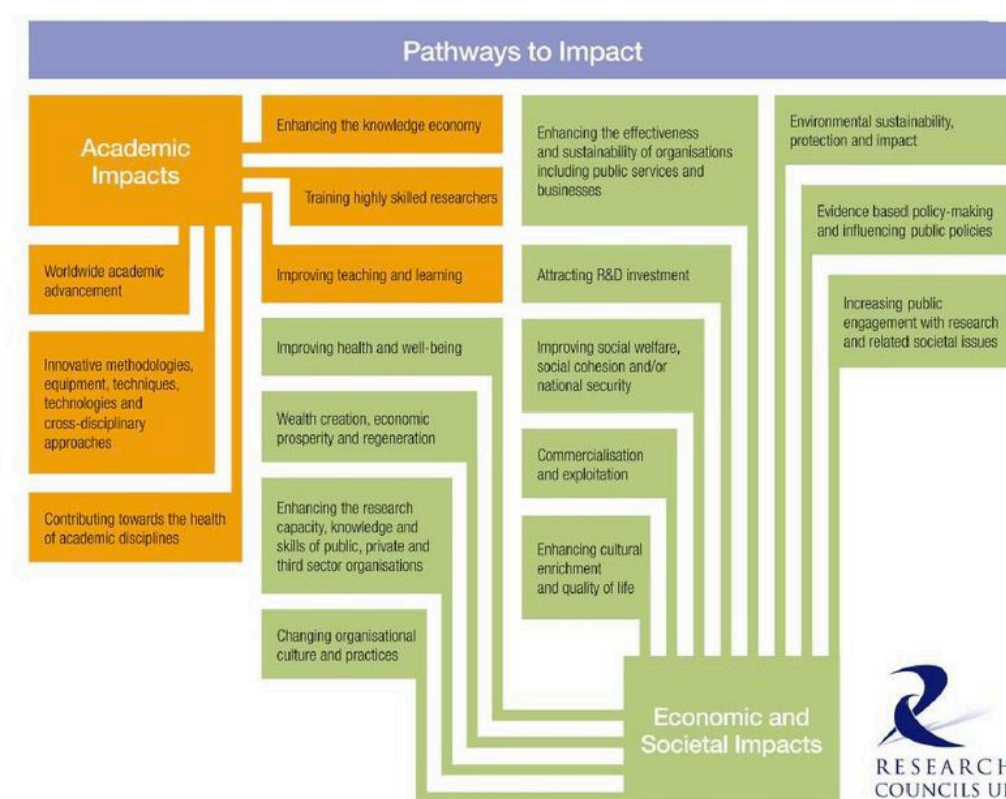 Pathways to Impact
Academic
Impacts
Worldwide academic
advancement
Innovative methodologies,
equipment, techniques,
technologies and
cross-disciplinary
approaches
Contributing towards the health
of academic disciplines
Enhancing the knowledge economy
Training highly skilled researchers
Improving teaching and learning
Improving health and well-being
Wealth creation, economic
prosperity and regeneration
Enhancing the research
capacity, knowledge and
skills of public, private and
third sector organisations
Changing organisational
culture and practices
Enhancing the effectiveness
and sustainability of organisations
including public services and
businesses
Attracting R&D investment
Improving social welfare,
social cohesion and/or
national security
Commercialisation
and exploitation
Enhancing cultural
enrichment
and quality of life
Environmental sustainability,
protection and impact
Evidence based policy-making
and influencing public policies
Increasing public
engagement with research
and related societal issues
Economic and
Societal Impacts
RESEARCH
COUNCILS U